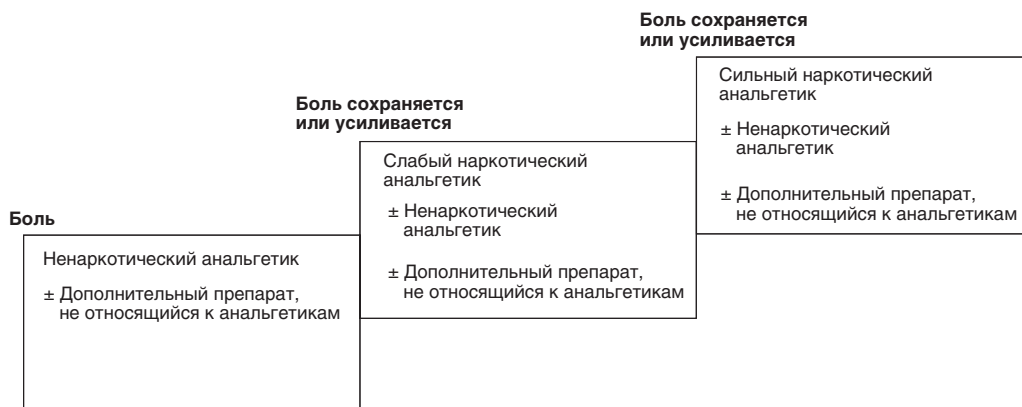 Боль
Ненаркотический анальгетик
± Дополнительный препарат,
не относящийся к анальгетикам
Боль сохраняется
или усиливается
Слабый наркотический
анальгетик
± Ненаркотический
анальгетик
± Дополнительный препарат,
не относящийся к анальгетикам
Боль сохраняется
или усиливается
Сильный наркотический
анальгетик
± Ненаркотический
анальгетик
± Дополнительный препарат,
не относящийся к анальгетикам